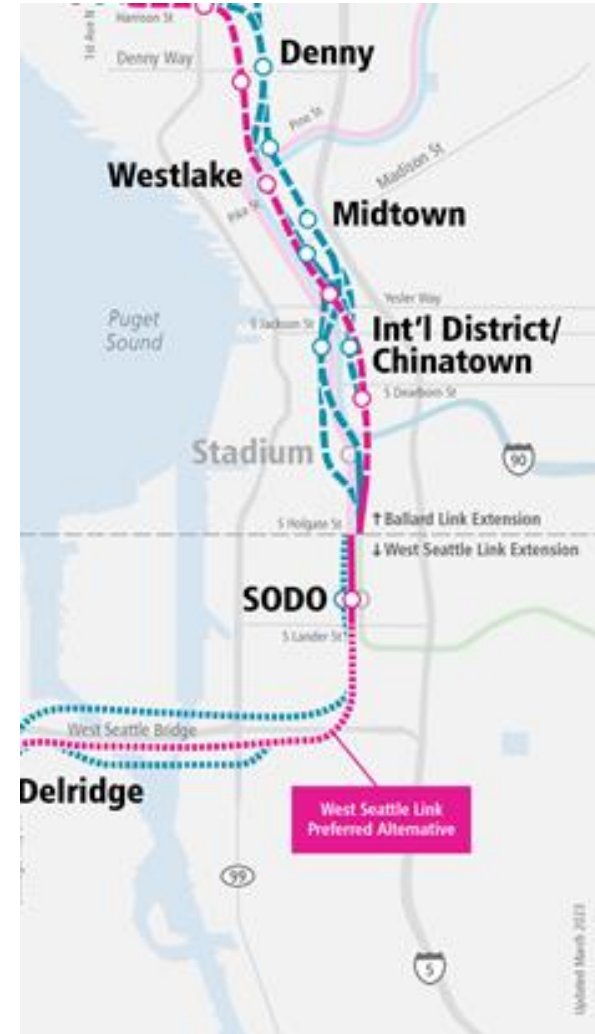 Harrison St
1st Ave N
Denny
Denny Way
Pine St
Westlake
Madison St
Pike St
Midtown
Puget
Sound
Yesler Way
S Jackson St
Int'l District/
Chinatown
S Dearborn St
Stadium
90
S Holgate St
↑ Ballard Link Extension
↓ West Seattle Link Extension
SODO
S Lander St
West Seattle Bridge
Delridge
West Seattle Link
Preferred Alternative
99
5
Updated March 2023